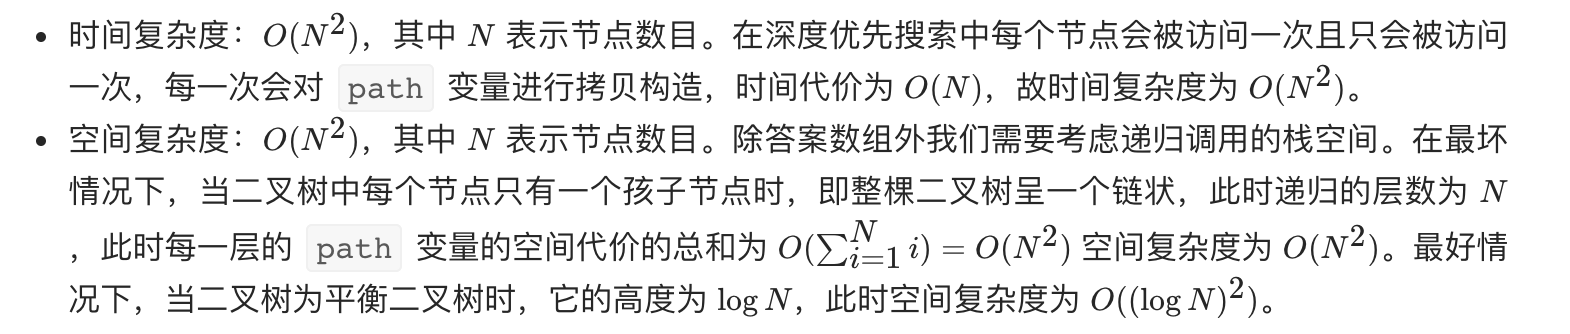 • 时间复杂度：O(N²)，其中 N 表示节点数目。在深度优先搜索中每个节点会被访问一次且只会被访问
一次，每一次会对 path 变量进行拷贝构造，时间代价为 O(N)，故时间复杂度为 O(N²)。
• 空间复杂度：O(N²)，其中 N 表示节点数目。除答案数组外我们需要考虑递归调用的栈空间。在最坏
情况下，当二叉树中每个节点只有一个孩子节点时，即整棵二叉树呈一个链状，此时递归的层数为 N
，此时每一层的 path 变量的空间代价的总和为 O(∑_{i=1}^{N} i) = O(N²) 空间复杂度为 O(N²)。最好情
况下，当二叉树为平衡二叉树时，它的高度为 log N，此时空间复杂度为 O((log N)²)。